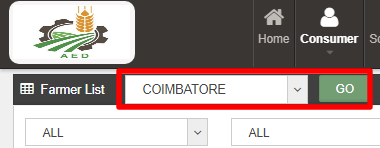 AED
Home
Consumer
Farmer List
COIMBATORE
GO
ALL
ALL